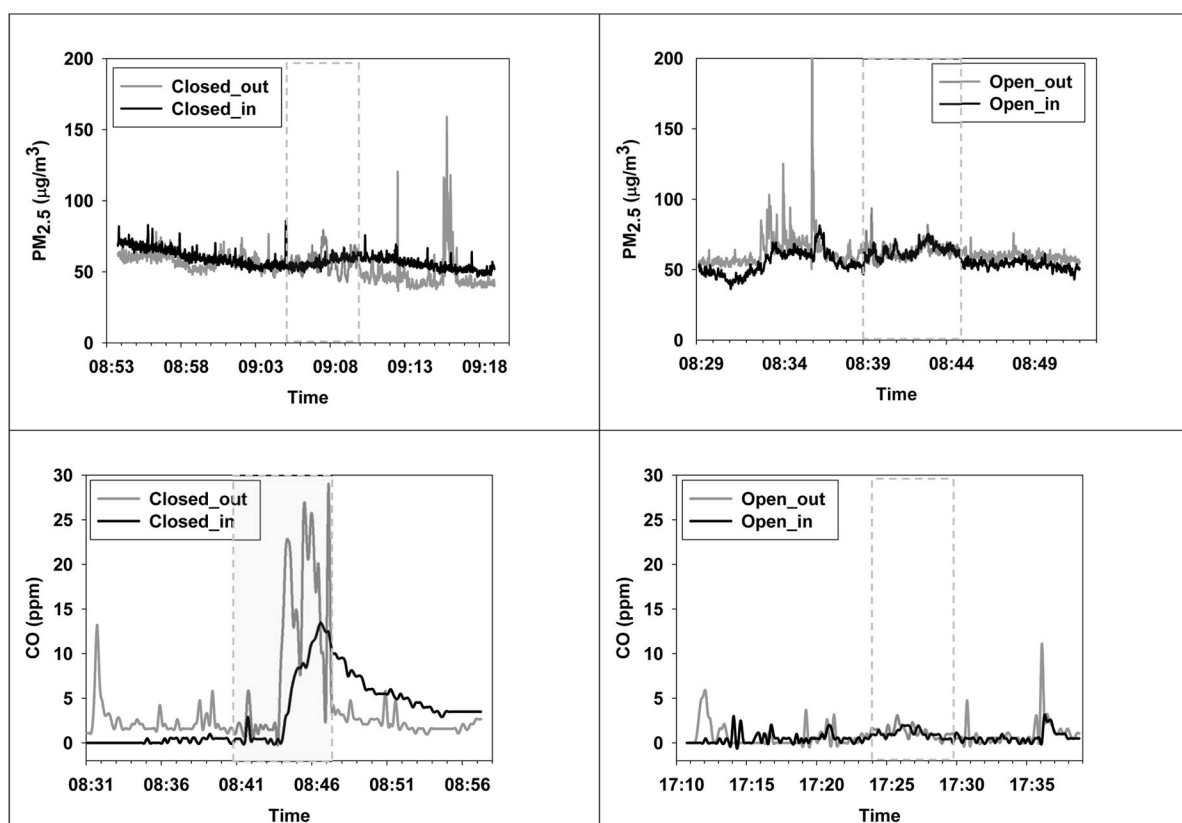 200
150
100
50
0
PM2.5 (μg/m3)
Closed_out
Closed_in
08:53 08:58 09:03 09:08 09:13 09:18
Time
200
150
100
50
0
PM2.5 (μg/m3)
Open_out
Open_in
08:29 08:34 08:39 08:44 08:49
Time
30
25
20
15
10
5
0
CO (ppm)
Closed_out
Closed_in
08:31 08:36 08:41 08:46 08:51 08:56
Time
30
25
20
15
10
5
0
CO (ppm)
Open_out
Open_in
17:10 17:15 17:20 17:25 17:30 17:35
Time